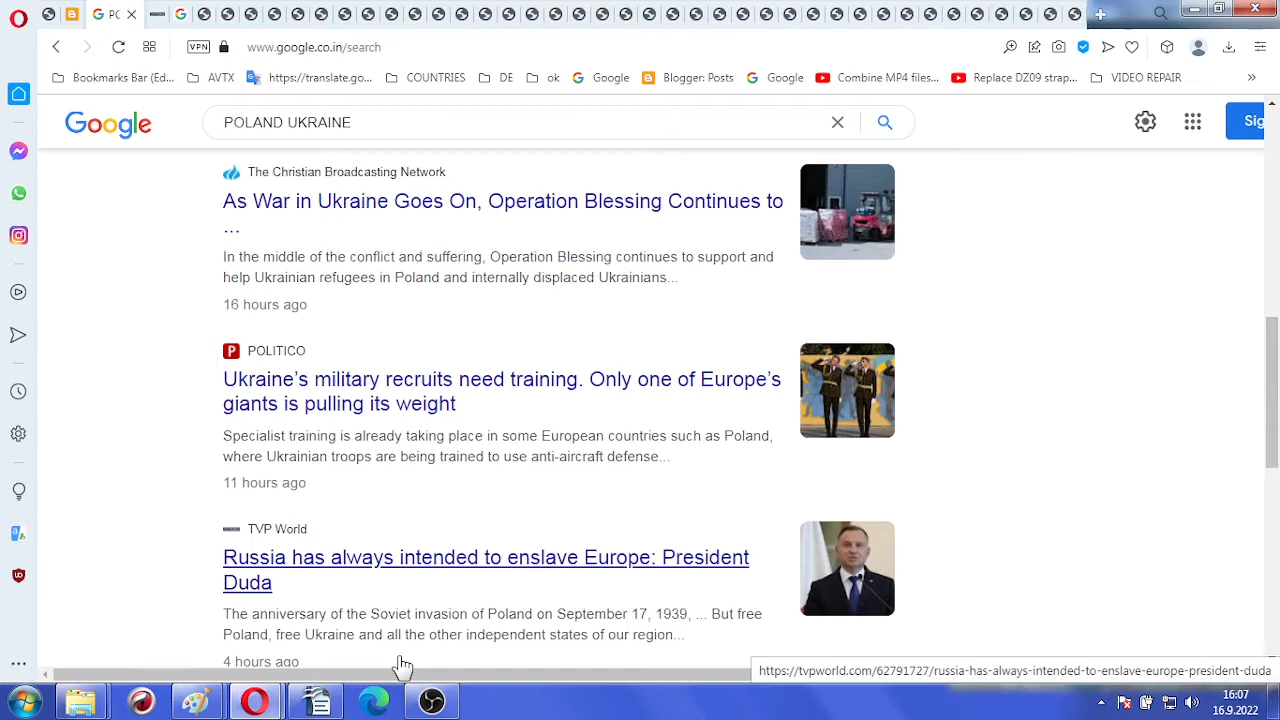 PC
www.google.co.in/search
VPN
Bookmarks Bar (Ed... AVTX https://translate.go... COUNTRIES DE ok Google Blogger: Posts Google Combine MP4 files... Replace DZ09 strap... VIDEO REPAIR
Google POLAND UKRAINE Sig
The Christian Broadcasting Network
As War in Ukraine Goes On, Operation Blessing Continues to
...
In the middle of the conflict and suffering, Operation Blessing continues to support and
help Ukrainian refugees in Poland and internally displaced Ukrainians...
16 hours ago
POLITICO
Ukraine’s military recruits need training. Only one of Europe’s
giants is pulling its weight
Specialist training is already taking place in some European countries such as Poland,
where Ukrainian troops are being trained to use anti-aircraft defense...
11 hours ago
TVP World
Russia has always intended to enslave Europe: President
Duda
The anniversary of the Soviet invasion of Poland on September 17, 1939, ... But free
Poland, free Ukraine and all the other independent states of our region...
4 hours ago
https://tvpworld.com/62791727/russia-has-always-intended-to-enslave-europe-president-duda
16:07
16.9.2022